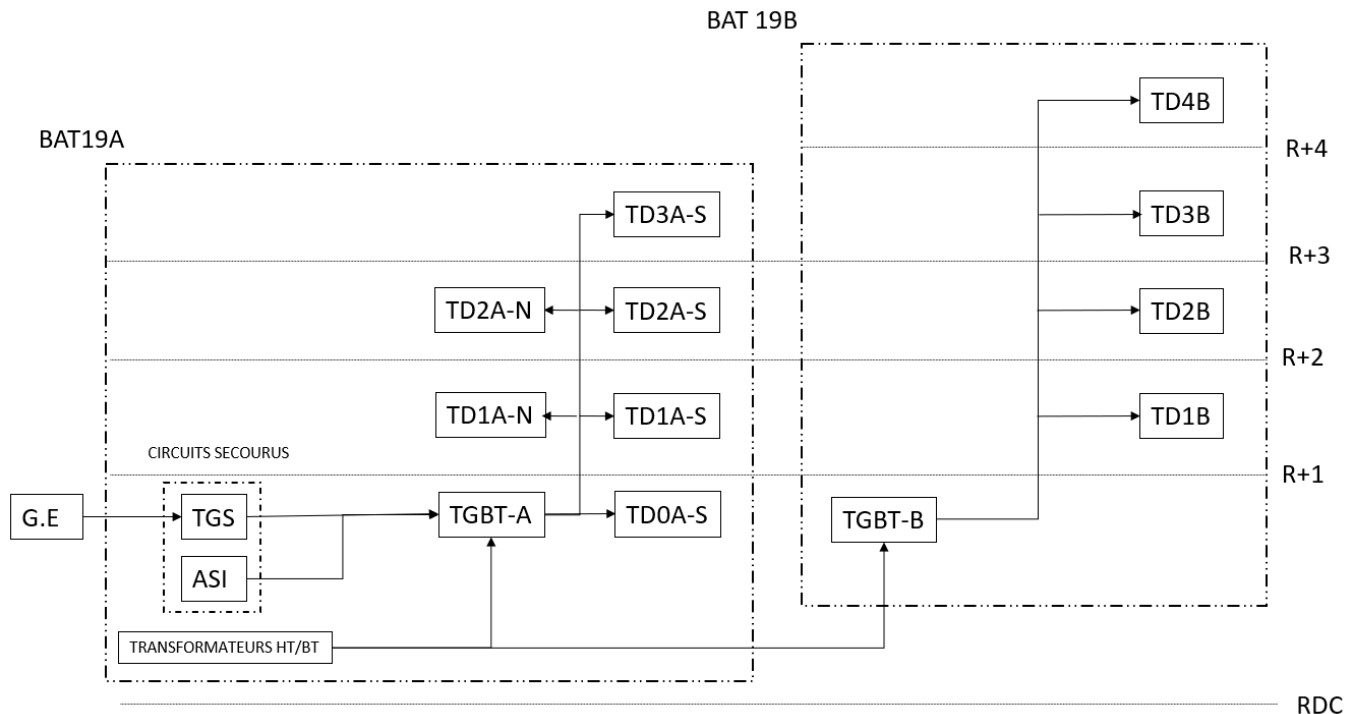 BAT 19B
TD4B
BAT19A
R+4
TD3A-S
TD3B
R+3
TD2A-N
TD2A-S
TD2B
R+2
TD1A-N
TD1A-S
TD1B
CIRCUITS SECOURUS
R+1
G.E
TGS
TGBT-A
TD0A-S
TGBT-B
ASI
TRANSFORMATEURS HT/BT
RDC